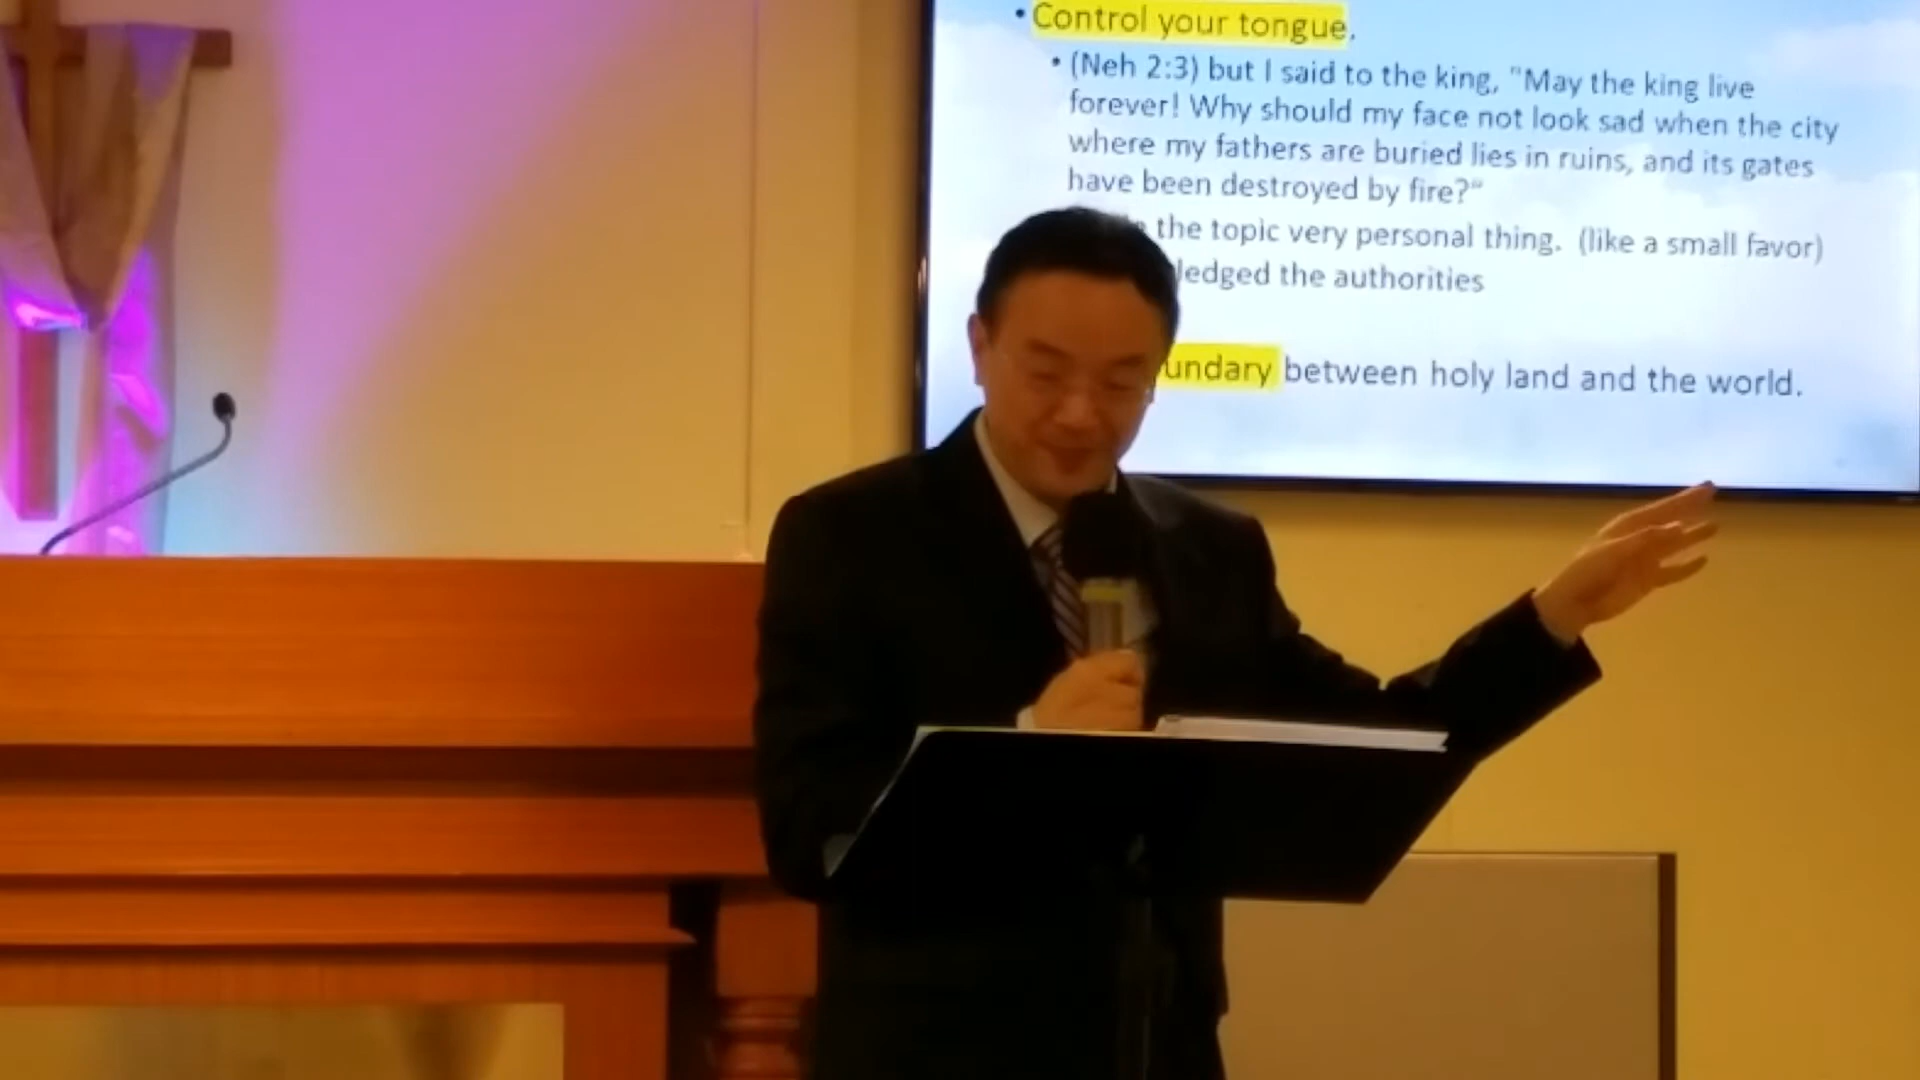 • Control your tongue.
• (Neh 2:3) but I said to the king, "May the king live
forever! Why should my face not look sad when the city
where my fathers are buried lies in ruins, and its gates
have been destroyed by fire?"
the topic very personal thing. (like a small favor)
ledged the authorities
undary between holy land and the world.